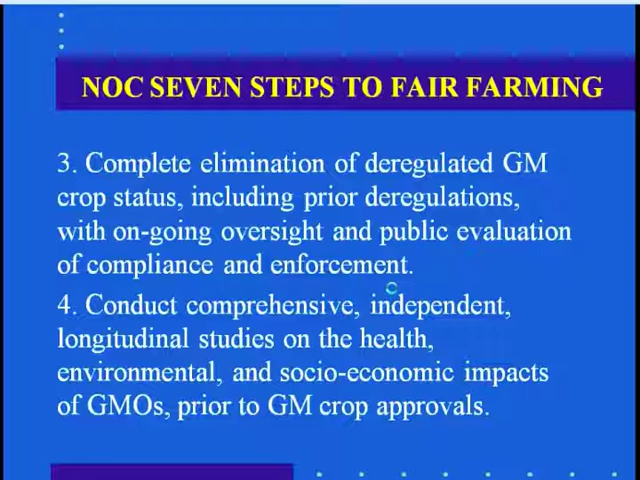 NOC SEVEN STEPS TO FAIR FARMING
3. Complete elimination of deregulated GM
crop status, including prior deregulations,
with on-going oversight and public evaluation
of compliance and enforcement.
4. Conduct comprehensive, independent,
longitudinal studies on the health,
environmental, and socio-economic impacts
of GMOs, prior to GM crop approvals.